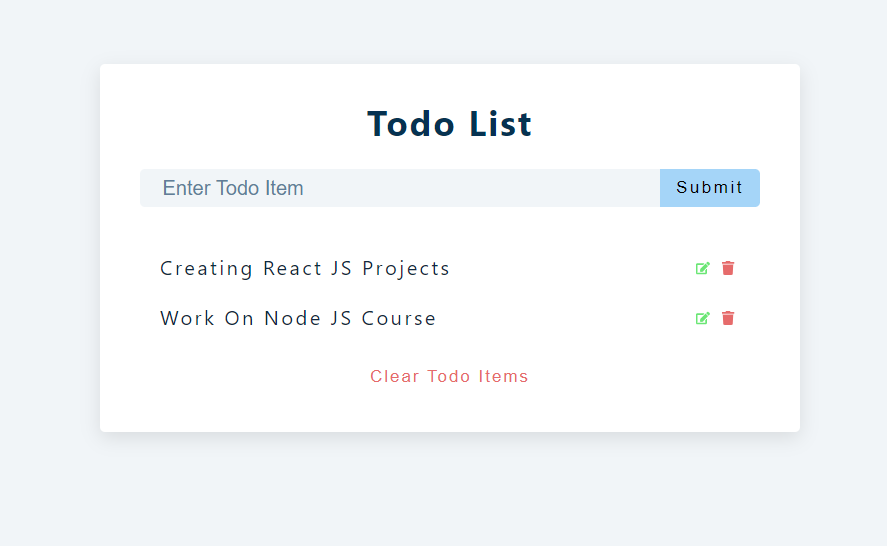 Todo List
Enter Todo Item
Submit
Creating React JS Projects
Work On Node JS Course
Clear Todo Items